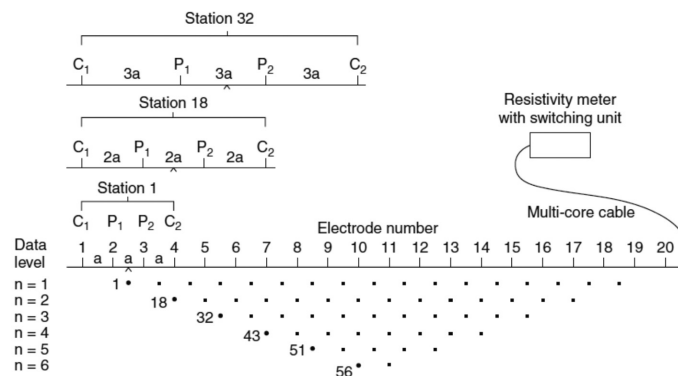 Station 32
C1 3a P1 3a P2 3a C2
Station 18
C1 2a P1 2a P2 2a C2
Resistivity meter
with switching unit
Station 1
C1 P1 P2 C2
Multi-core cable
Electrode number
Data
level
1 2 3 4 5 6 7 8 9 10 11 12 13 14 15 16 17 18 19 20
a a a
n = 1 1
n = 2 18
n = 3 32
n = 4 43
n = 5 51
n = 6 56